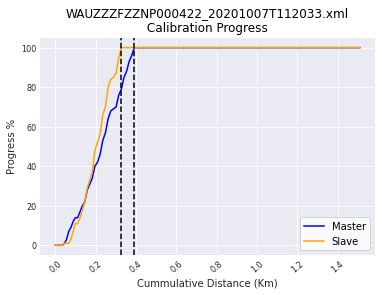 WAUZZZFZZNP000422_20201007T112033.xml
Calibration Progress
Progress %
100
80
60
40
20
0
0.0
0.2
0.4
0.6
0.8
1.0
1.2
1.4
Cummulative Distance (Km)
Master
Slave